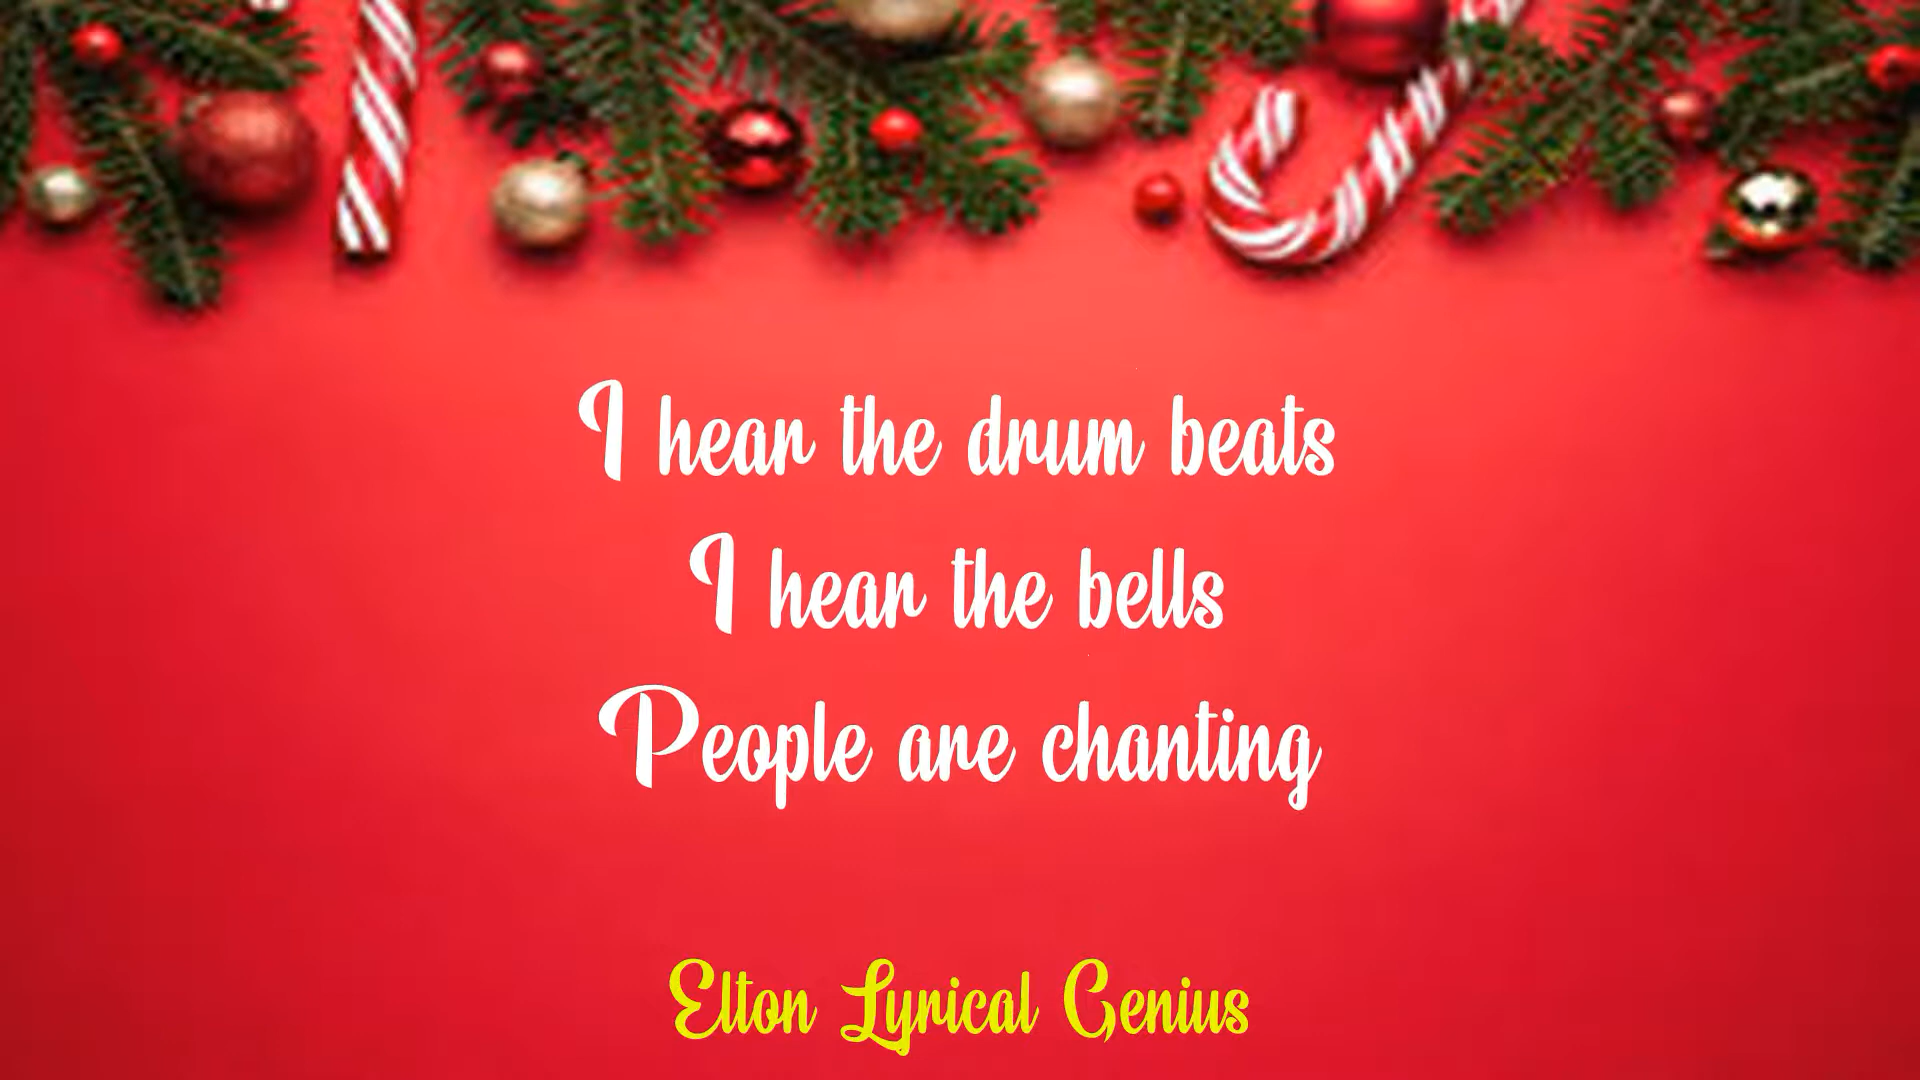 I hear the drum beats
I hear the bells
People are chanting
Elton Lyrical Genius